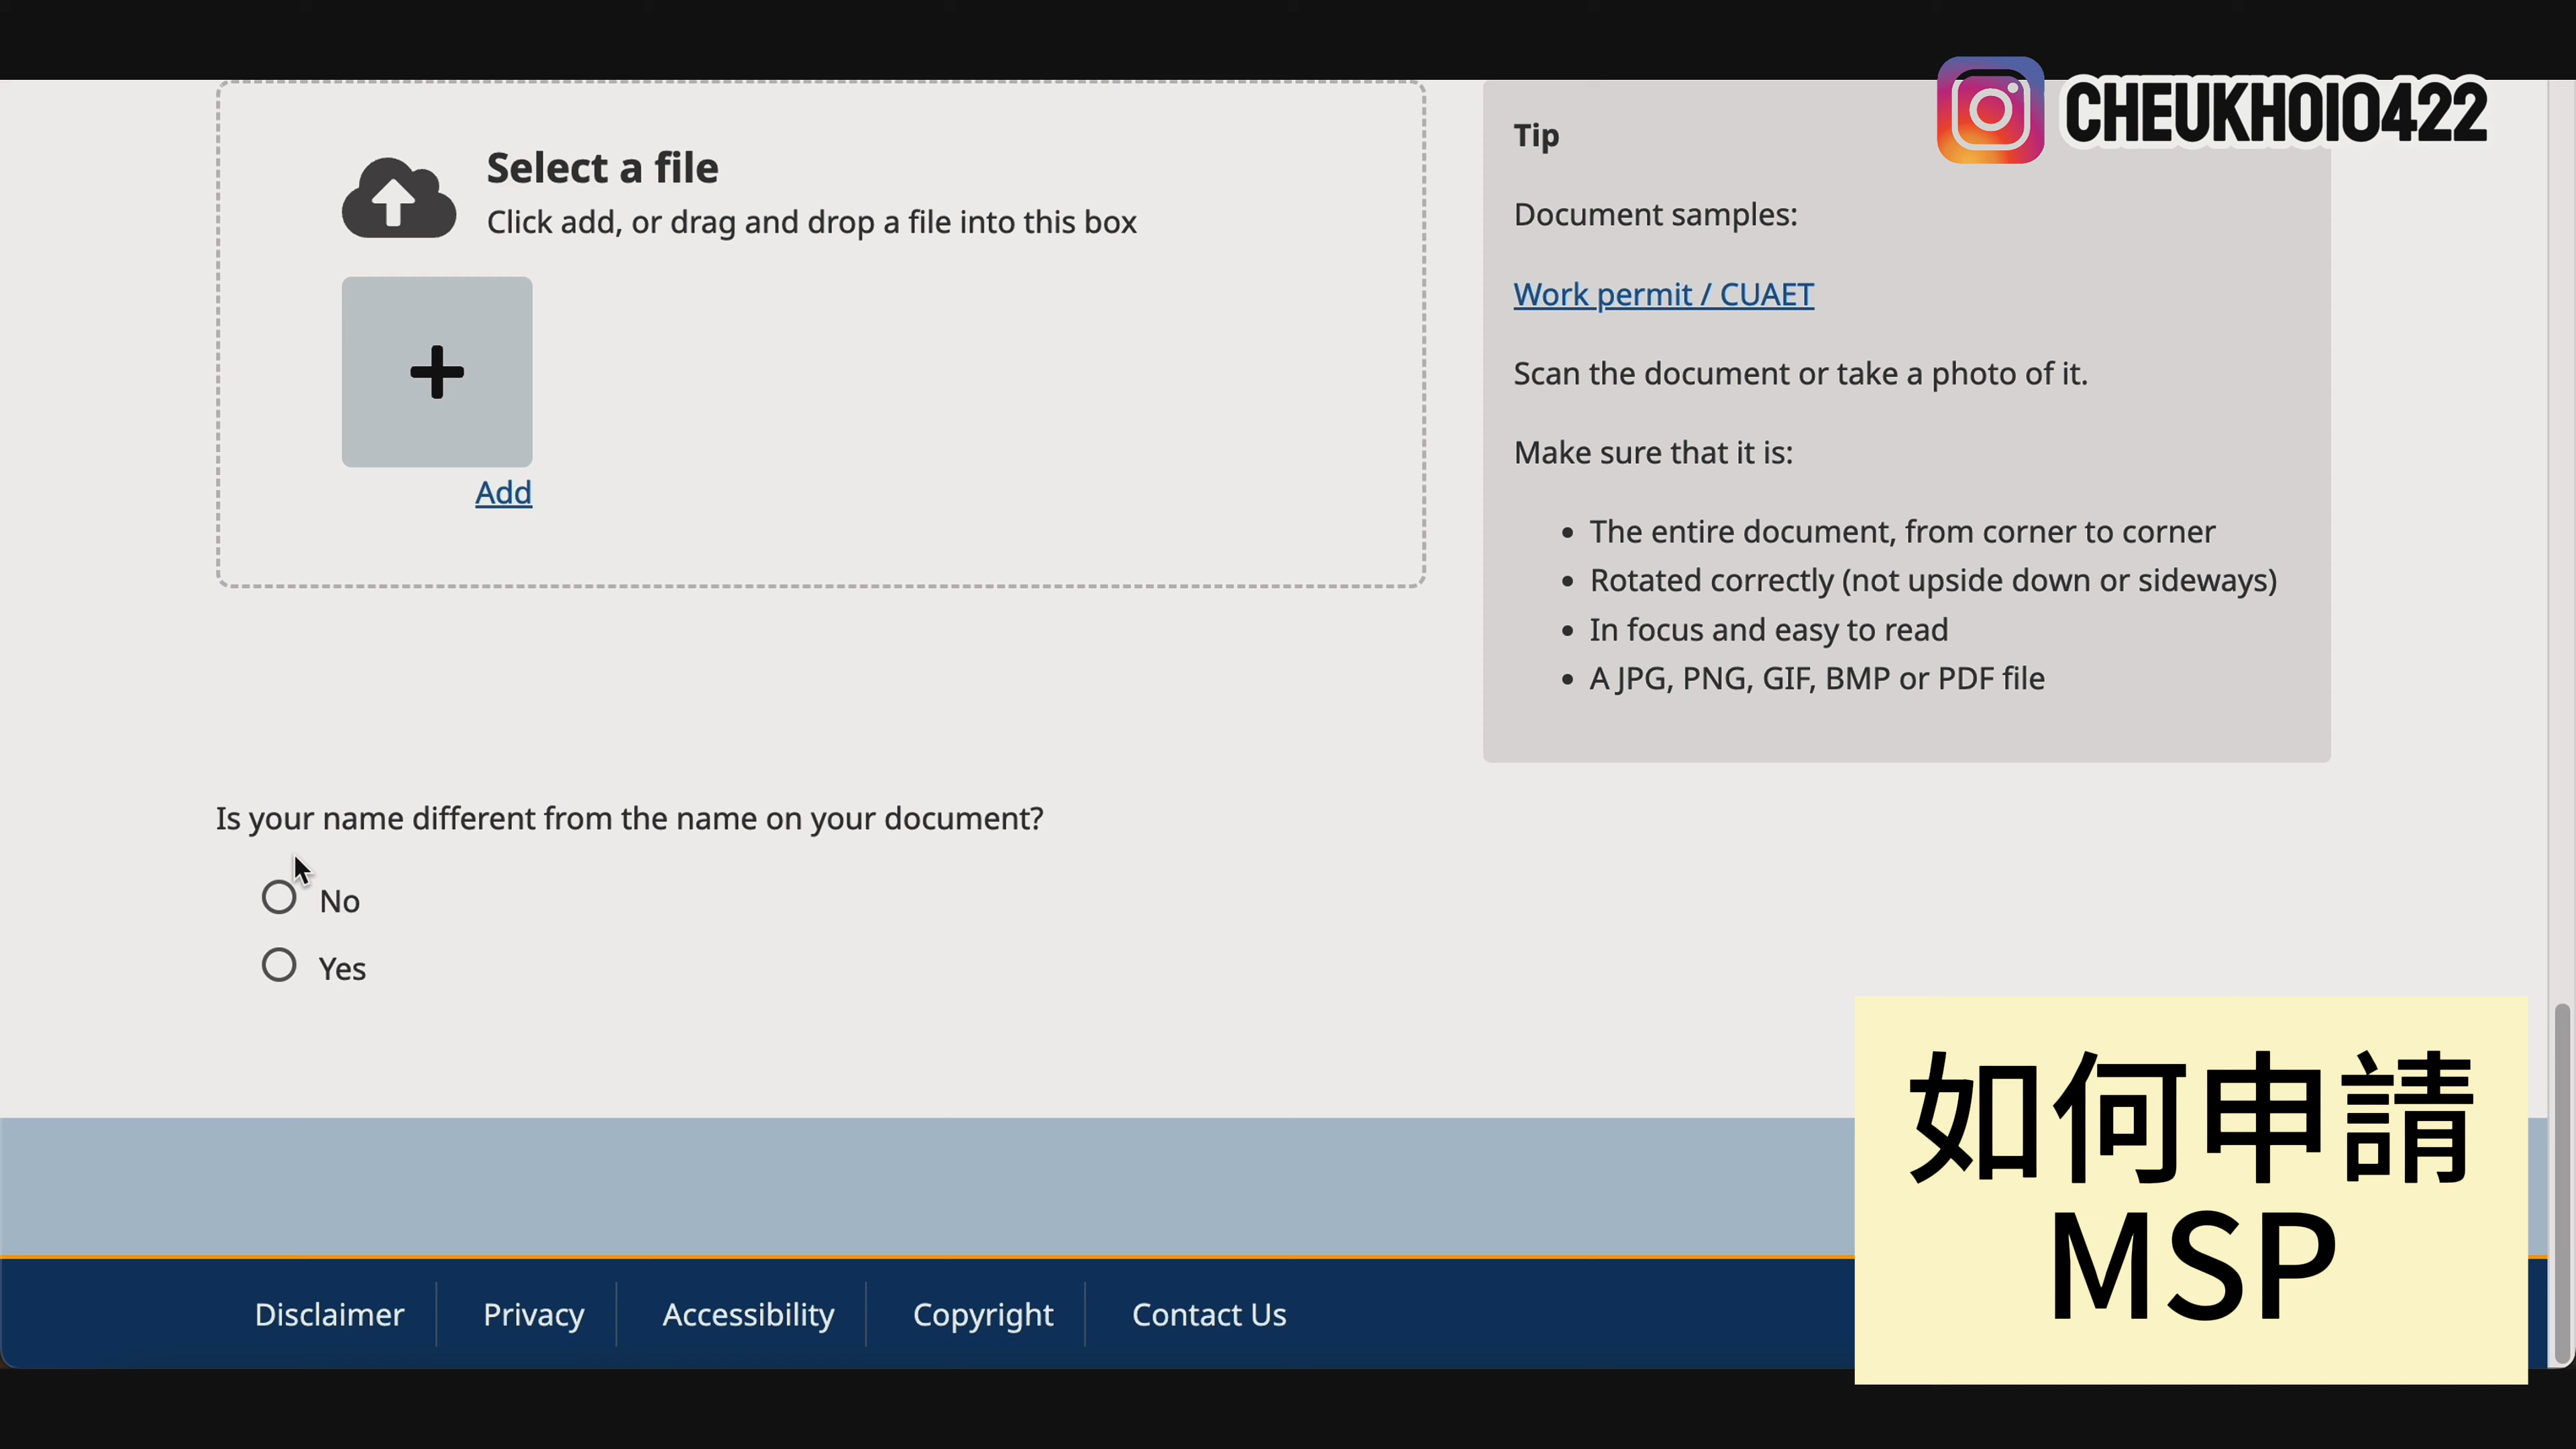 CHEUKHOI0422
Select a file
Click add, or drag and drop a file into this box
Add
Tip
Document samples:
Work permit / CUAET
Scan the document or take a photo of it.
Make sure that it is:
• The entire document, from corner to corner
• Rotated correctly (not upside down or sideways)
• In focus and easy to read
• A JPG, PNG, GIF, BMP or PDF file
Is your name different from the name on your document?
No
Yes
如何申請
MSP
Disclaimer
Privacy
Accessibility
Copyright
Contact Us